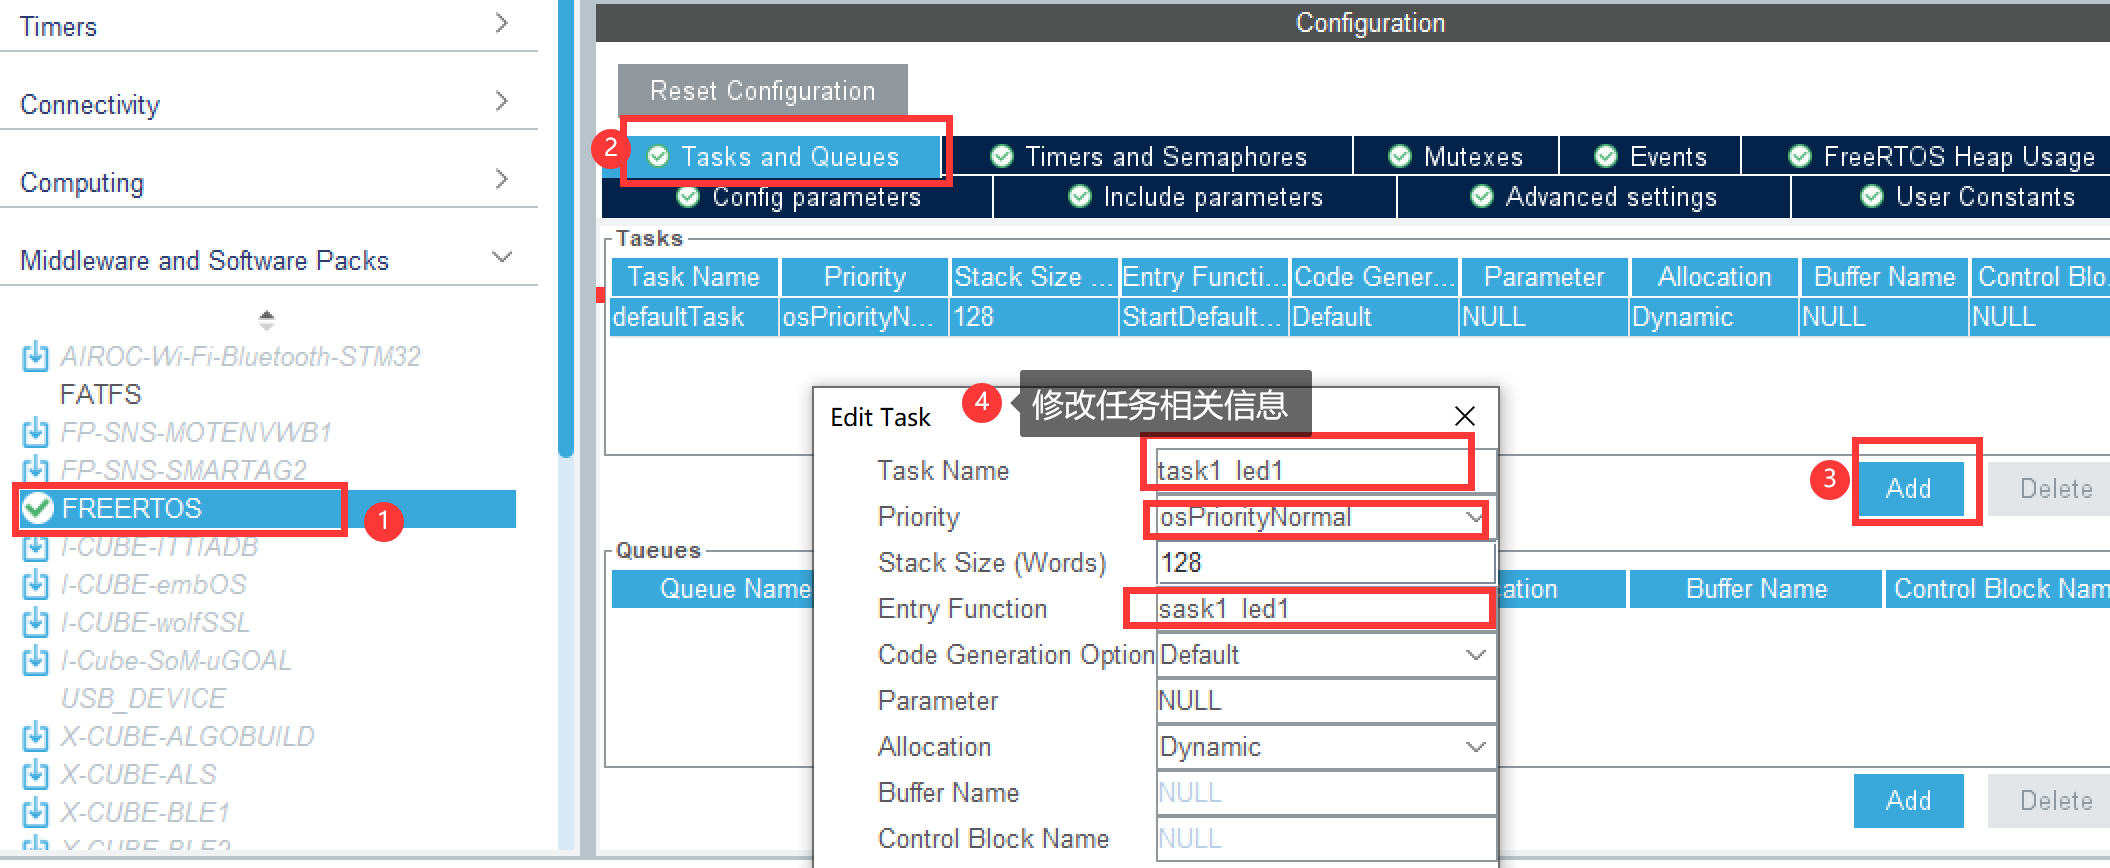 Timers
Connectivity
Computing
Middleware and Software Packs
AIROC-Wi-Fi-Bluetooth-STM32
FATFS
FP-SNS-MOTENVWB1
FP-SNS-SMARTAG2
FREERTOS
1
I-CUBE-ITTIADB
I-CUBE-embOS
I-CUBE-wolfSSL
I-Cube-SoM-uGOAL
USB_DEVICE
X-CUBE-ALGOBUILD
X-CUBE-ALS
X-CUBE-BLE1
X-CUBE-BLE2
Configuration
Reset Configuration
2
Tasks and Queues Timers and Semaphores Mutexes Events FreeRTOS Heap Usage
Config parameters Include parameters Advanced settings User Constants
Tasks
Task Name Priority Stack Size ... Entry Functi... Code Gener... Parameter Allocation Buffer Name Control Blo...
defaultTask osPriorityN... 128 StartDefault... Default NULL Dynamic NULL NULL
3
Add Delete
Queues
Queue Name cation Buffer Name Control Block Nam
Add Delete
Edit Task
4 修改任务相关信息
Task Name task1_led1
Priority osPriorityNormal
Stack Size (Words) 128
Entry Function sask1_led1
Code Generation Option Default
Parameter NULL
Allocation Dynamic
Buffer Name NULL
Control Block Name NULL